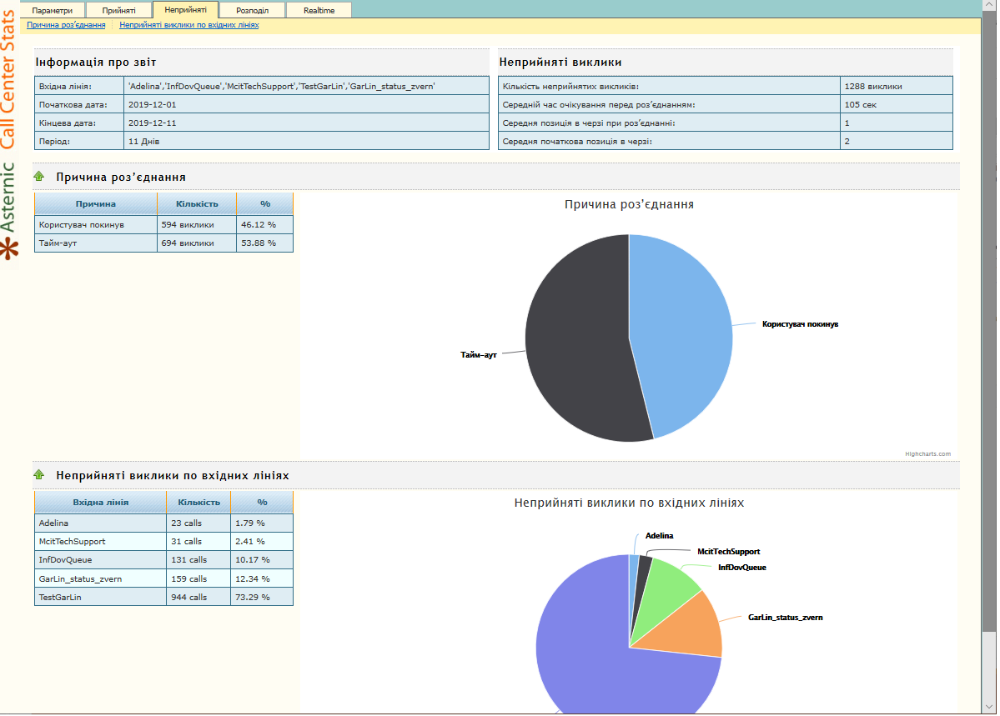 Параметри Прийняті Неприйняті Розподіл Realtime
Причина роз’єднання Неприйняті виклики по вхідних лініях
Asternic Call Center Stats
Інформація про звіт
Вхідна лінія: 'Adelina','InfDovQueue','McitTechSupport','TestGarLin','GarLin_status_zvern'
Початкова дата: 2019-12-01
Кінцева дата: 2019-12-11
Період: 11 Днів
Неприйняті виклики
Кількість неприйнятих викликів: 1288 виклики
Середній час очікування перед роз’єднанням: 105 сек
Середня позиція в черзі при роз’єднанні: 1
Середня початкова позиція в черзі: 2
Причина роз’єднання
Причина Кількість %
Користувач покинув 594 виклики 46.12 %
Тайм-аут 694 виклики 53.88 %
Причина роз’єднання
Користувач покинув
Тайм-аут
Highcharts.com
Неприйняті виклики по вхідних лініях
Вхідна лінія Кількість %
Adelina 23 calls 1.79 %
McitTechSupport 31 calls 2.41 %
InfDovQueue 131 calls 10.17 %
GarLin_status_zvern 159 calls 12.34 %
TestGarLin 944 calls 73.29 %
Неприйняті виклики по вхідних лініях
Adelina
McitTechSupport
InfDovQueue
GarLin_status_zvern